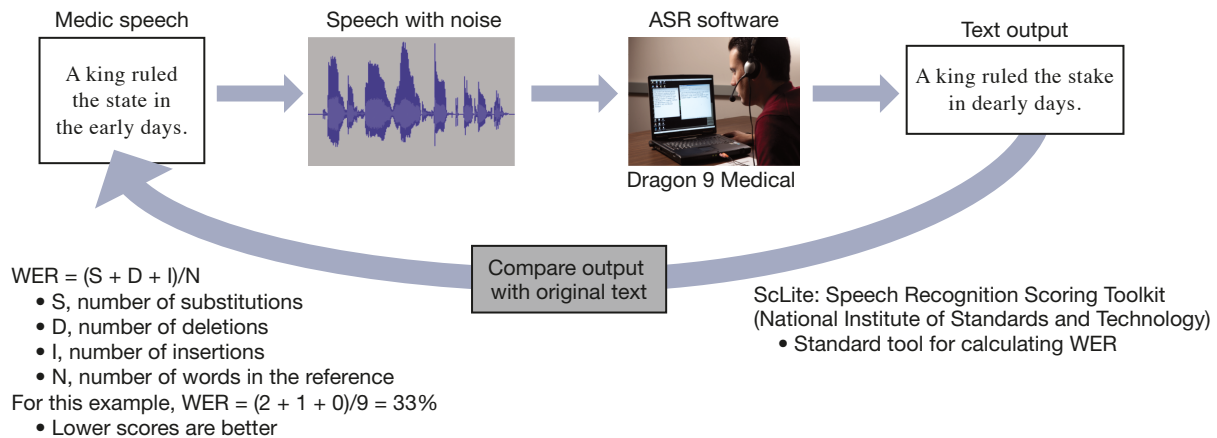 Medic speech
A king ruled
the state in
the early days.
Speech with noise
ASR software
Dragon 9 Medical
Text output
A king ruled the stake
in dearly days.
Compare output
with original text
WER = (S + D + I)/N
• S, number of substitutions
• D, number of deletions
• I, number of insertions
• N, number of words in the reference
For this example, WER = (2 + 1 + 0)/9 = 33%
• Lower scores are better
ScLite: Speech Recognition Scoring Toolkit
(National Institute of Standards and Technology)
• Standard tool for calculating WER